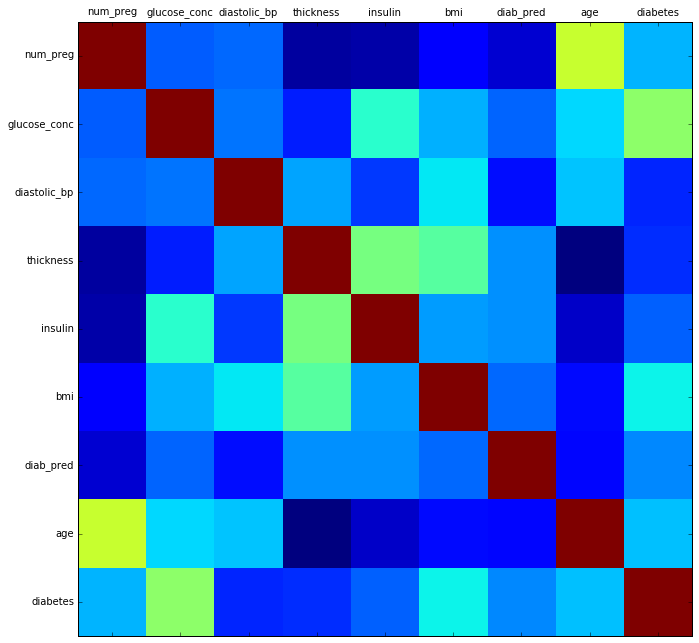 num_preg glucose_conc diastolic_bp thickness insulin bmi diab_pred age diabetes
num_preg
glucose_conc
diastolic_bp
thickness
insulin
bmi
diab_pred
age
diabetes